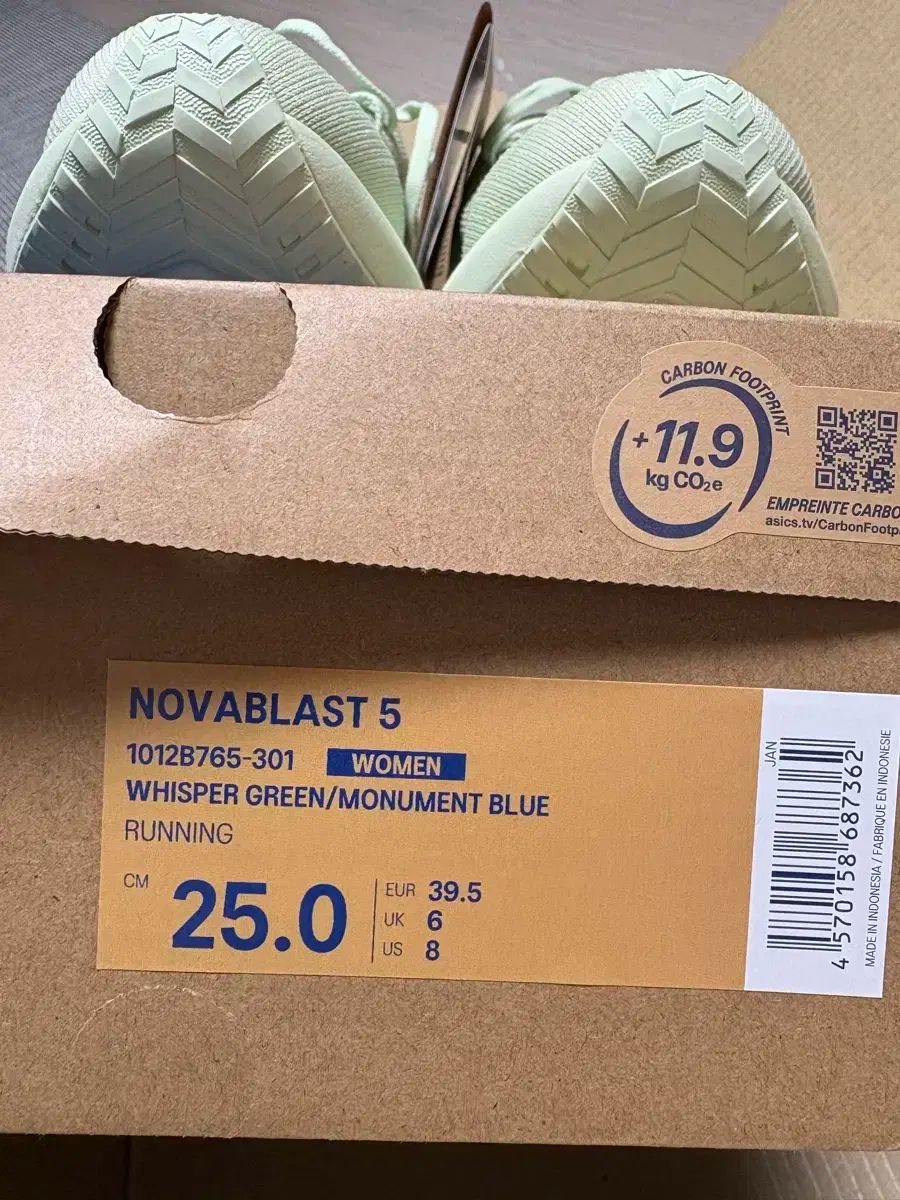 CARBON FOOTPRINT
+11.9
kg CO₂e
EMPREINTE CARBO
asics.tv/CarbonFootp
NOVABLAST 5
1012B765-301 WOMEN
WHISPER GREEN/MONUMENT BLUE
RUNNING
CM 25.0
EUR 39.5
UK 6
US 8
JAN
4 570158 687362
MADE IN INDONESIA / FABRIQUE EN INDONESIE